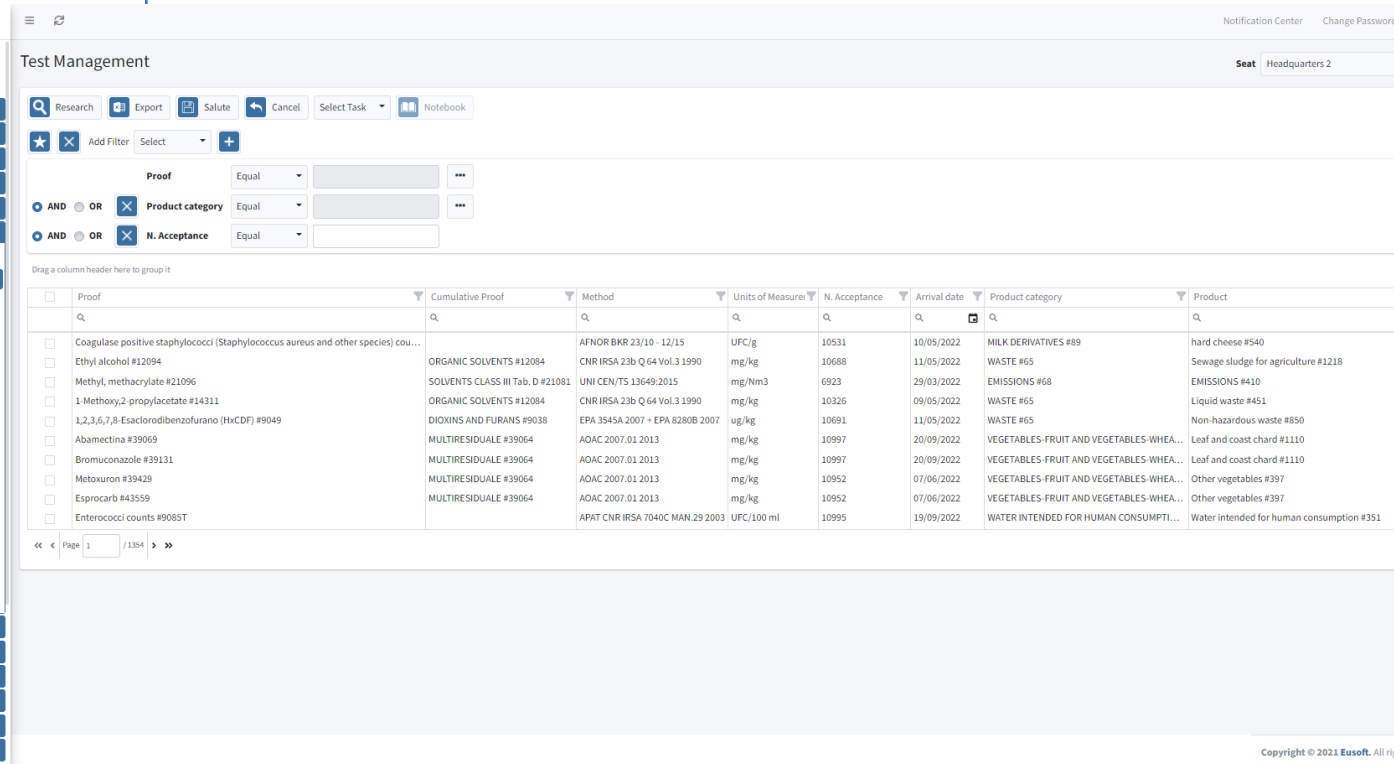 Notification Center Change Password
Test Management
Seat Headquarters 2
Research Export Salute Cancel Select Task Notebook
Add Filter Select
Proof Equal
AND OR Product category Equal
AND OR N. Acceptance Equal
Drag a column header here to group it
Proof Cumulative Proof Method Units of Measurer N. Acceptance Arrival date Product category Product
Coagulase positive staphylococci (Staphylococcus aureus and other species) cou... AFNOR BKR 23/10 - 12/15 UFC/g 10531 10/05/2022 MILK DERIVATIVES #89 hard cheese #540
Ethyl alcohol #12094 ORGANIC SOLVENTS #12084 CNR IRSA 23b Q 64 Vol.3 1990 mg/kg 10688 11/05/2022 WASTE #65 Sewage sludge for agriculture #1218
Methyl, methacrylate #21096 SOLVENTS CLASS III Tab. D #21081 UNI CEN/TS 13649:2015 mg/Nm3 6923 29/03/2022 EMISSIONS #68 EMISSIONS #410
1-Methoxy,2-propylacetate #14311 ORGANIC SOLVENTS #12084 CNR IRSA 23b Q 64 Vol.3 1990 mg/kg 10326 09/05/2022 WASTE #65 Liquid waste #451
1,2,3,6,7,8-Esaclorodibenzofurano (HxCDF) #9049 DIOXINS AND FURANS #9038 EPA 3545A 2007 + EPA 8280B 2007 ug/kg 10691 11/05/2022 WASTE #65 Non-hazardous waste #850
Abamectina #39069 MULTIRESIDUALE #39064 AOAC 2007.01 2013 mg/kg 10997 20/09/2022 VEGETABLES-FRUIT AND VEGETABLES-WHEA... Leaf and coast chard #1110
Bromuconazole #39131 MULTIRESIDUALE #39064 AOAC 2007.01 2013 mg/kg 10997 20/09/2022 VEGETABLES-FRUIT AND VEGETABLES-WHEA... Leaf and coast chard #1110
Metoxuron #39429 MULTIRESIDUALE #39064 AOAC 2007.01 2013 mg/kg 10952 07/06/2022 VEGETABLES-FRUIT AND VEGETABLES-WHEA... Other vegetables #397
Esprocarb #43559 MULTIRESIDUALE #39064 AOAC 2007.01 2013 mg/kg 10952 07/06/2022 VEGETABLES-FRUIT AND VEGETABLES-WHEA... Other vegetables #397
Enterococci counts #9085T APAT CNR IRSA 7040C MAN.29 2003 UFC/100 ml 10995 19/09/2022 WATER INTENDED FOR HUMAN CONSUMPTI... Water intended for human consumption #351
Page 1 / 1354
Copyright © 2021 Eusoft. All rig